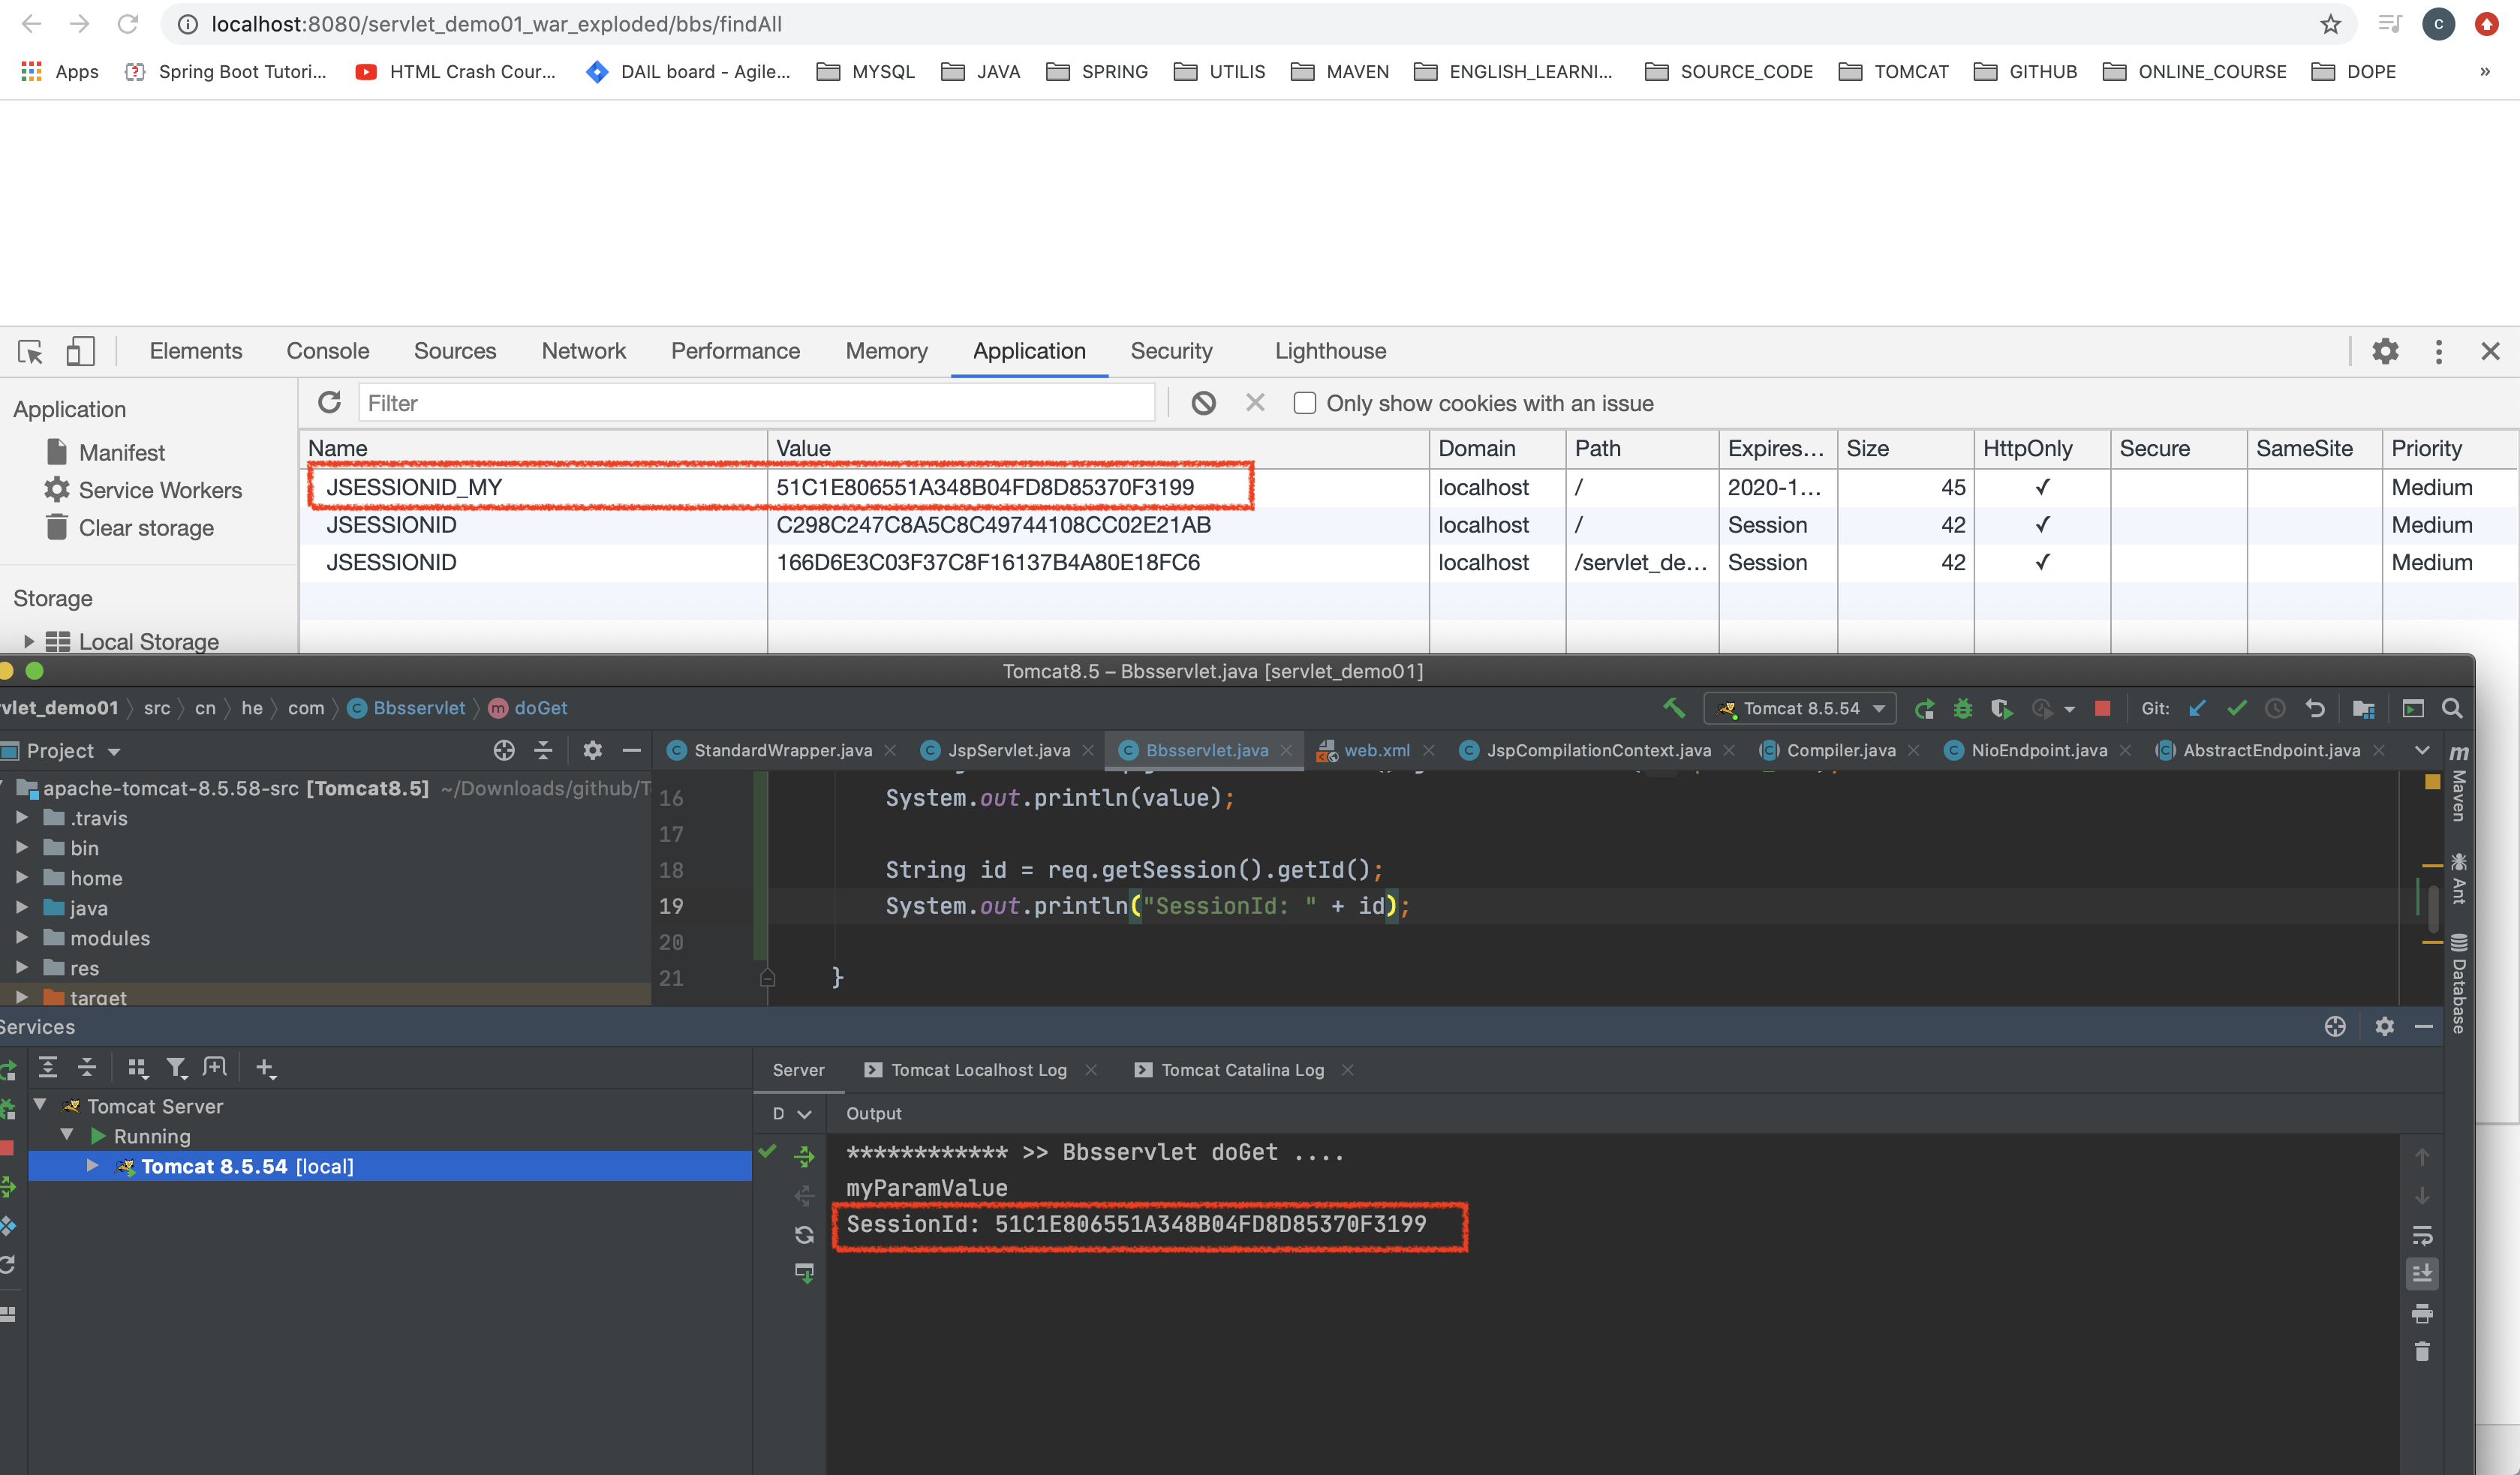 localhost:8080/servlet_demo01_war_exploded/bbs/findAll
C
Apps Spring Boot Tutori... HTML Crash Cour... DAIL board - Agile... MYSQL JAVA SPRING UTILIS MAVEN ENGLISH_LEARNI... SOURCE_CODE TOMCAT GITHUB ONLINE_COURSE DOPE »
Elements Console Sources Network Performance Memory Application Security Lighthouse
Application
Filter
Only show cookies with an issue
Manifest
Service Workers
Clear storage
Storage
Local Storage
Name Value Domain Path Expires... Size HttpOnly Secure SameSite Priority
JSESSIONID_MY 51C1E806551A348B04FD8D85370F3199 localhost / 2020-1... 45 ✓ Medium
JSESSIONID C298C247C8A5C8C49744108CC02E21AB localhost / Session 42 ✓ Medium
JSESSIONID 166D6E3C03F37C8F16137B4A80E18FC6 localhost /servlet_de... Session 42 ✓ Medium
Tomcat8.5 – Bbsservlet.java [servlet_demo01]
rvlet_demo01 src cn he com Bbsservlet doGet
Tomcat 8.5.54 Git:
Project
StandardWrapper.java JspServlet.java Bbsservlet.java web.xml JspCompilationContext.java Compiler.java NioEndpoint.java AbstractEndpoint.java
apache-tomcat-8.5.58-src [Tomcat8.5] ~/Downloads/github/T
.travis
bin
home
java
modules
res
target
16 System.out.println(value);
17
18 String id = req.getSession().getId();
19 System.out.println("SessionId: " + id);
20
21 }
Maven
Ant
Database
Services
Server Tomcat Localhost Log Tomcat Catalina Log
D Output
Tomcat Server
Running
Tomcat 8.5.54 [local]
************ >> Bbsservlet doGet ....
myParamValue
SessionId: 51C1E806551A348B04FD8D85370F3199